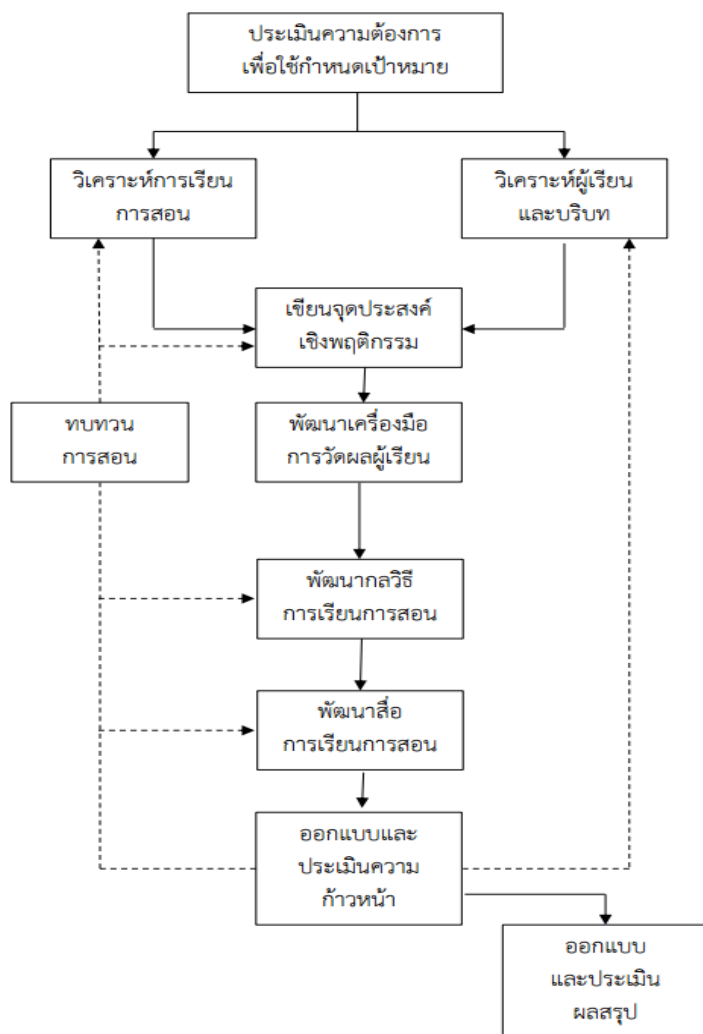 ประเมินความต้องการ
เพื่อใช้กำหนดเป้าหมาย
วิเคราะห์การเรียน
การสอน
วิเคราะห์ผู้เรียน
และบริบท
เขียนจุดประสงค์
เชิงพฤติกรรม
ทบทวน
การสอน
พัฒนาเครื่องมือ
การวัดผลผู้เรียน
พัฒนากลวิธี
การเรียนการสอน
พัฒนาสื่อ
การเรียนการสอน
ออกแบบและ
ประเมินความ
ก้าวหน้า
ออกแบบ
และประเมิน
ผลสรุป